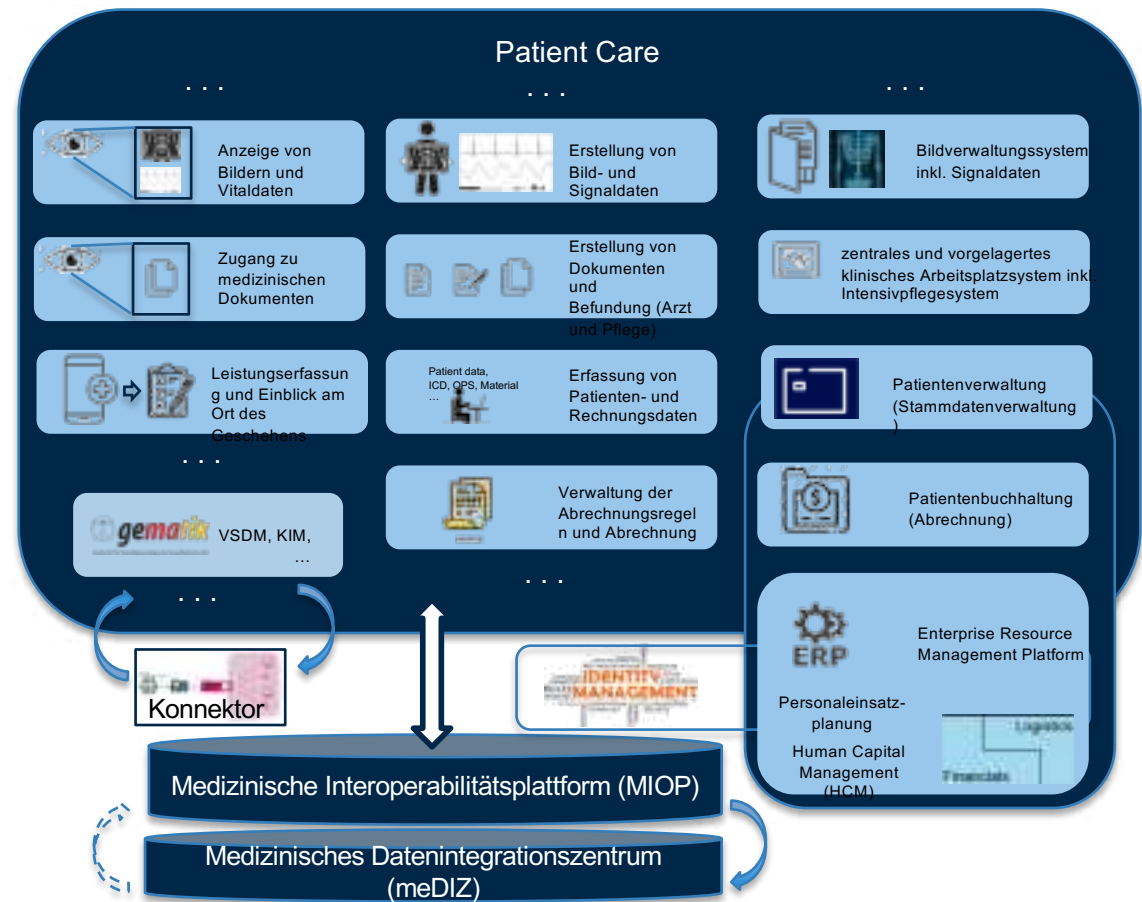 Patient Care
. . .
. . .
. . .
Anzeige von
Bildern und
Vitaldaten
Erstellung von
Bild- und
Signaldaten
Bildverwaltungssystem
inkl. Signaldaten
Zugang zu
medizinischen
Dokumenten
Erstellung von
Dokumenten
und
Befundung (Arzt
und Pflege)
zentrales und vorgelagertes
klinisches Arbeitsplatzsystem inkl.
Intensivpflegesystem
Leistungserfassun
g und Einblick am
Ort des
Geschehens
Patient data,
ICD, OPS, Material
...
Erfassung von
Patienten- und
Rechnungsdaten
Patientenverwaltung
(Stammdatenverwaltung
)
. . .
gematik
VSDM, KIM,
...
Verwaltung der
Abrechnungsregel
n und Abrechnung
Patientenbuchhaltung
(Abrechnung)
. . .
. . .
ERP
Enterprise Resource
Management Platform
Konnektor
IDENTITY
MANAGEMENT
Personaleinsatz-
planung
Human Capital
Management
(HCM)
Logistics
Financials
Medizinische Interoperabilitätsplattform (MIOP)
Medizinisches Datenintegrationszentrum
(meDIZ)